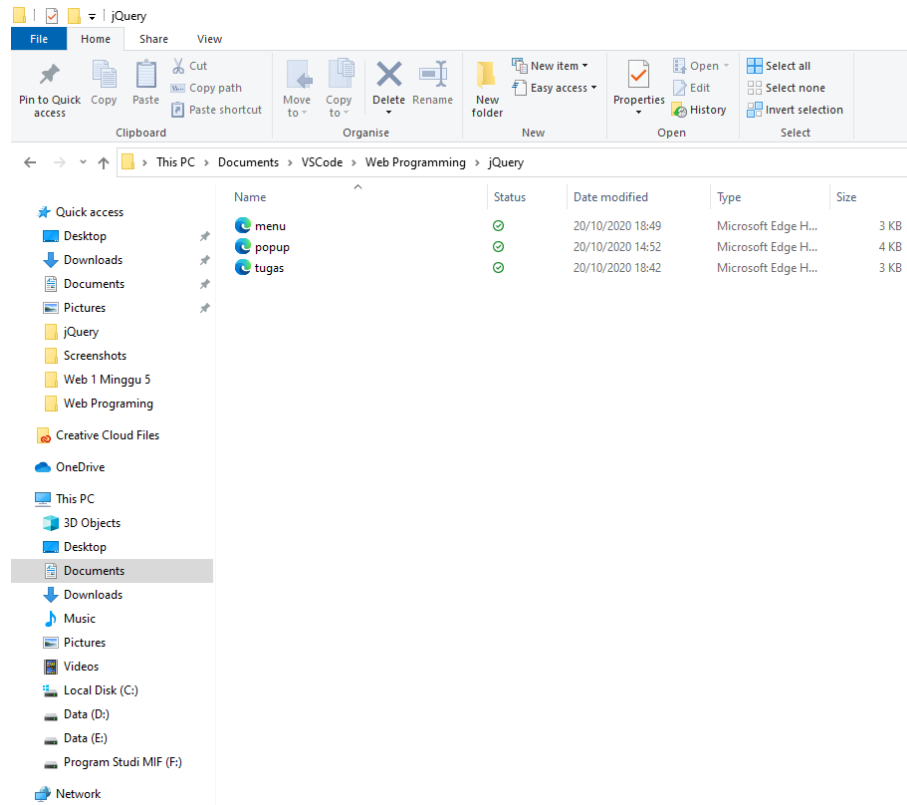 jQuery
File Home Share View
Pin to Quick access
Copy
Paste
Cut
Copy path
Paste shortcut
Clipboard
Move to
Copy to
Delete
Rename
Organise
New folder
New item
Easy access
New
Properties
Open
Edit
History
Open
Select all
Select none
Invert selection
Select
This PC > Documents > VSCode > Web Programming > jQuery
Name Status Date modified Type Size
menu 20/10/2020 18:49 Microsoft Edge H... 3 KB
popup 20/10/2020 14:52 Microsoft Edge H... 4 KB
tugas 20/10/2020 18:42 Microsoft Edge H... 3 KB
Quick access
Desktop
Downloads
Documents
Pictures
jQuery
Screenshots
Web 1 Minggu 5
Web Programing
Creative Cloud Files
OneDrive
This PC
3D Objects
Desktop
Documents
Downloads
Music
Pictures
Videos
Local Disk (C:)
Data (D:)
Data (E:)
Program Studi MIF (F:)
Network